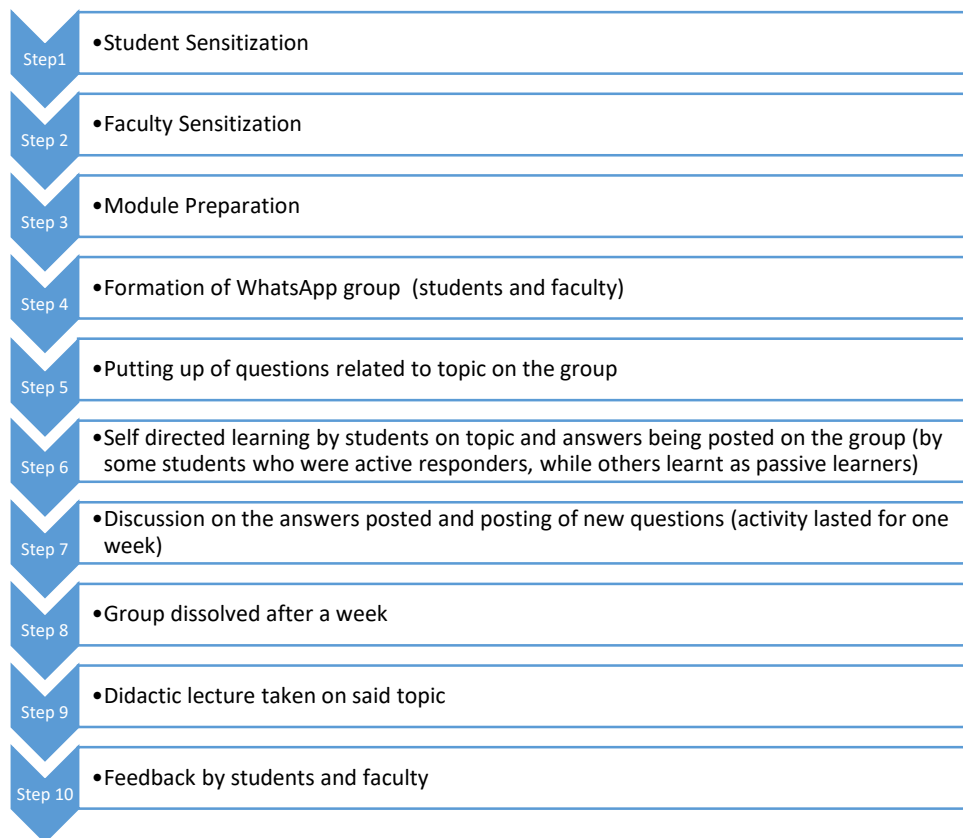 Step1
•Student Sensitization
Step 2
•Faculty Sensitization
Step 3
•Module Preparation
Step 4
•Formation of WhatsApp group  (students and faculty)
Step 5
•Putting up of questions related to topic on the group
Step 6
•Self directed learning by students on topic and answers being posted on the group (by
some students who were active responders, while others learnt as passive learners)
Step 7
•Discussion on the answers posted and posting of new questions (activity lasted for one
week)
Step 8
•Group dissolved after a week
Step 9
•Didactic lecture taken on said topic
Step 10
•Feedback by students and faculty